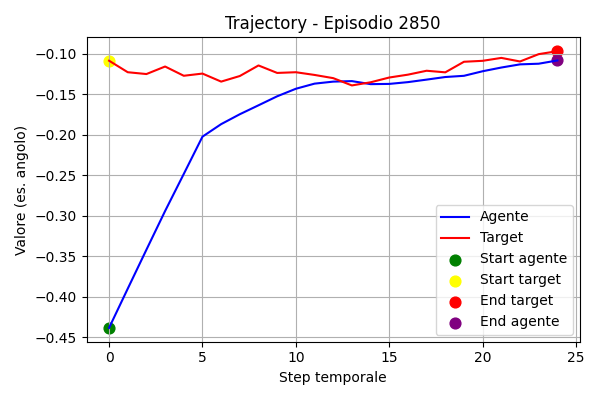 Trajectory - Episodio 2850
Valore (es. angolo)
−0.10
−0.15
−0.20
−0.25
−0.30
−0.35
−0.40
−0.45
Agente
Target
Start agente
Start target
End target
End agente
0 5 10 15 20 25
Step temporale